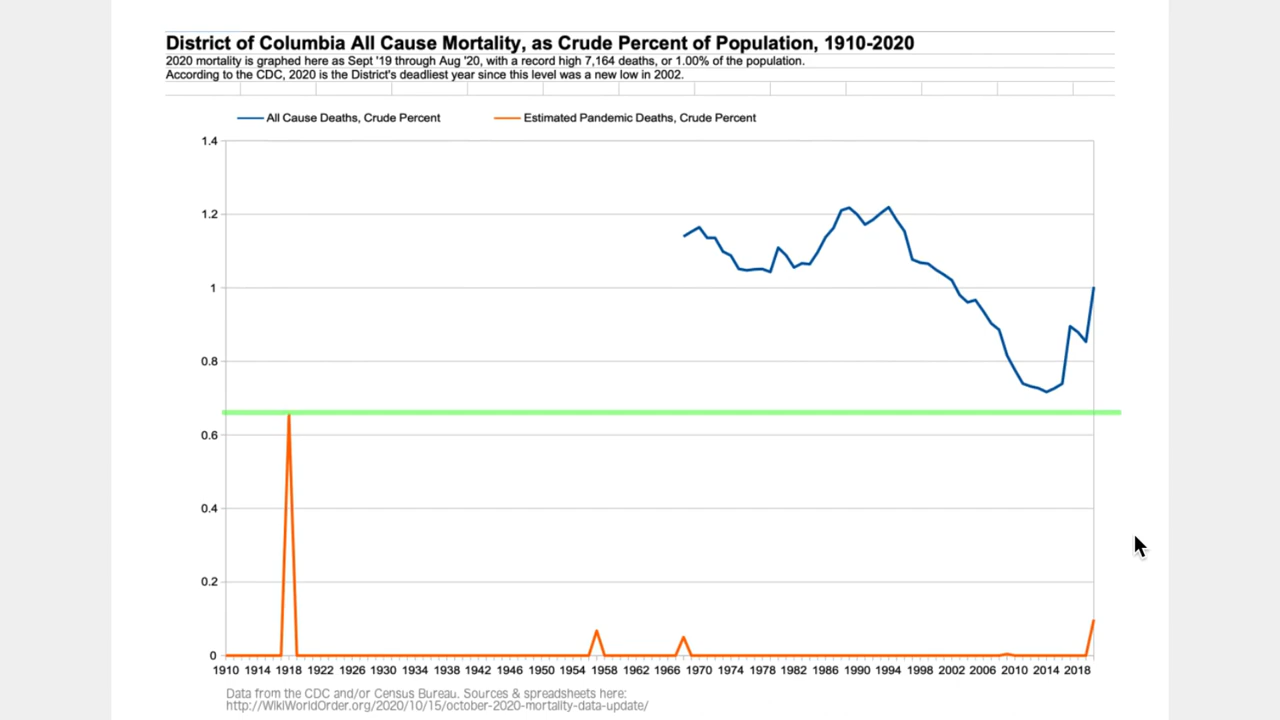 District of Columbia All Cause Mortality, as Crude Percent of Population, 1910-2020
2020 mortality is graphed here as Sept '19 through Aug '20, with a record high 7,164 deaths, or 1.00% of the population.
According to the CDC, 2020 is the District's deadliest year since this level was a new low in 2002.
All Cause Deaths, Crude Percent Estimated Pandemic Deaths, Crude Percent
1.4
1.2
1
0.8
0.6
0.4
0.2
0
1910 1914 1918 1922 1926 1930 1934 1938 1942 1946 1950 1954 1958 1962 1966 1970 1974 1978 1982 1986 1990 1994 1998 2002 2006 2010 2014 2018
Data from the CDC and/or Census Bureau. Sources & spreadsheets here:
http://WikiWorldOrder.org/2020/10/15/october-2020-mortality-data-update/